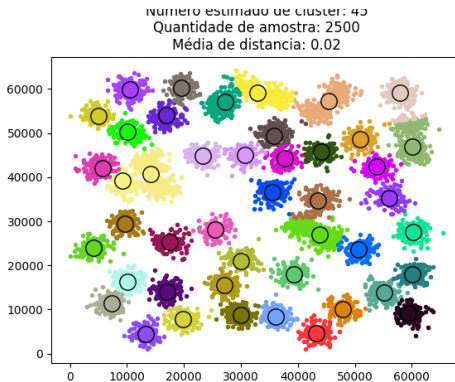 Numero estimado de cluster: 45
Quantidade de amostra: 2500
Média de distancia: 0.02
60000
50000
40000
30000
20000
10000
0
0 10000 20000 30000 40000 50000 60000